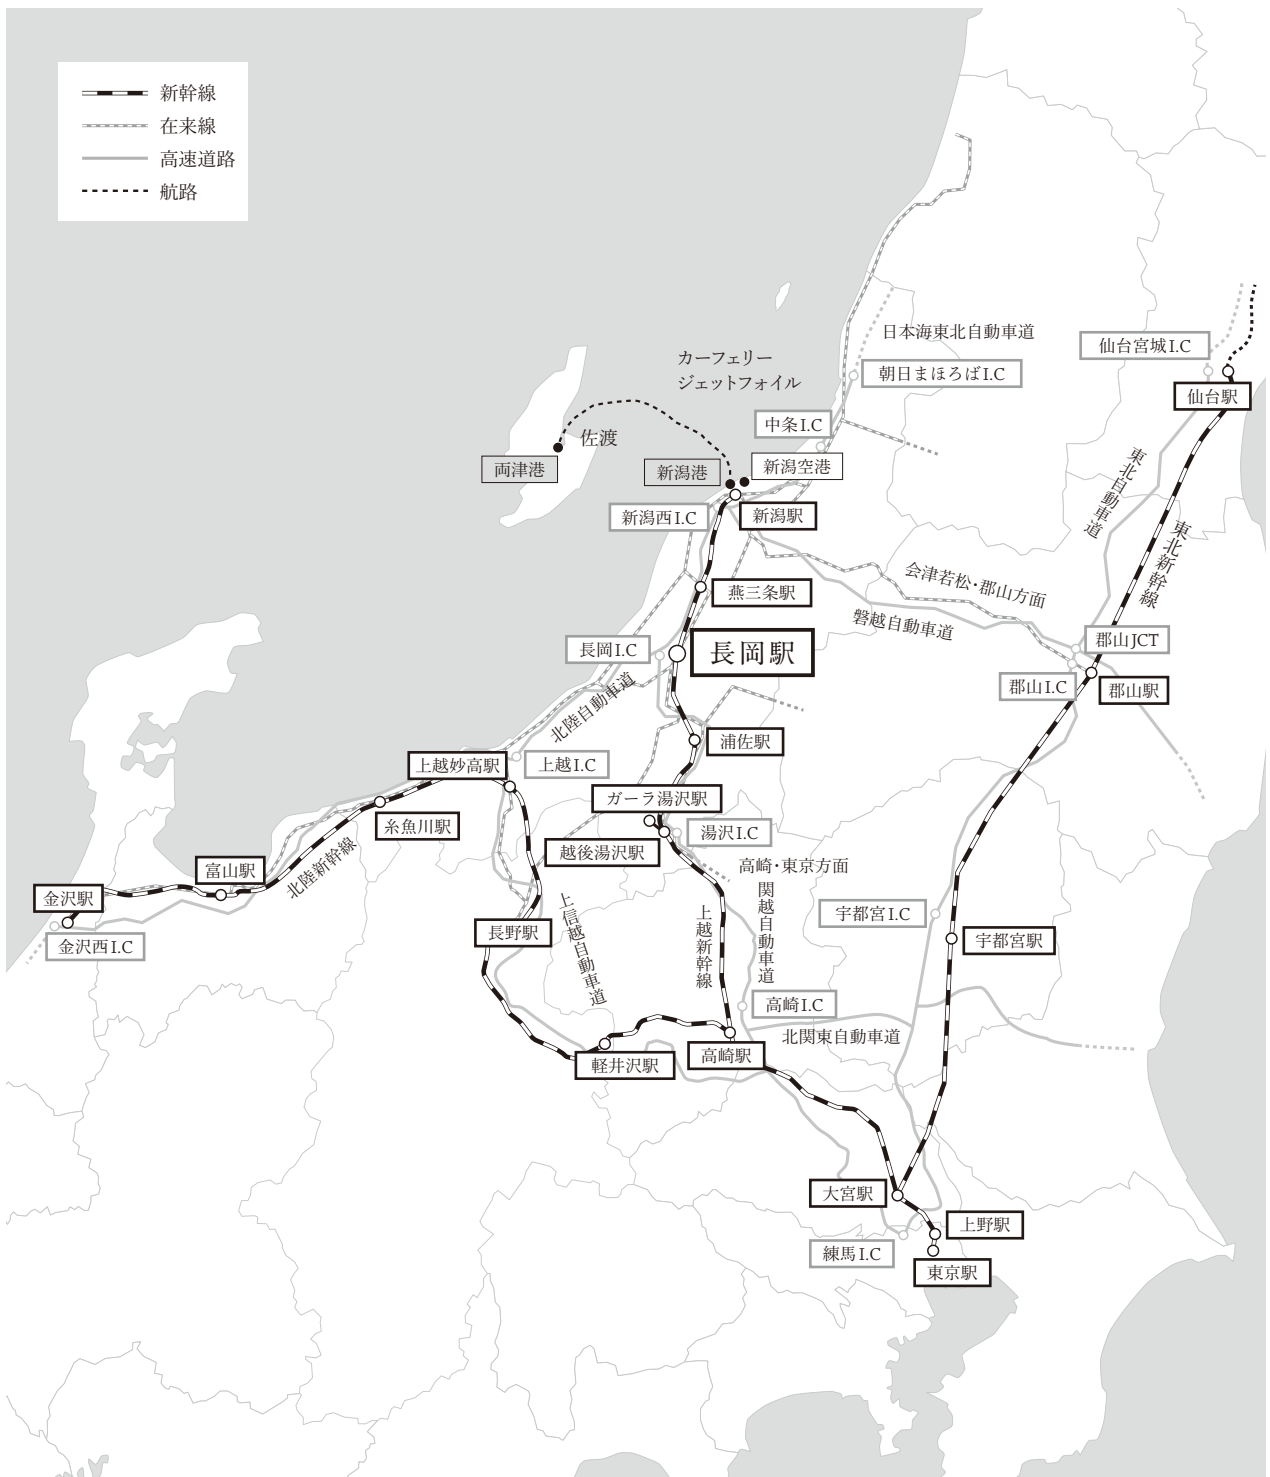 新幹線
在来線
高速道路
航路
日本海東北自動車道
仙台宮城I.C
カーフェリー
ジェットフォイル
朝日まほろばI.C
仙台駅
中条I.C
佐渡
両津港
新潟港
新潟空港
東北自動車道
新潟西I.C
新潟駅
東北新幹線
会津若松・郡山方面
燕三条駅
磐越自動車道
長岡I.C
長岡駅
郡山JCT
郡山I.C
郡山駅
北陸自動車道
浦佐駅
上越妙高駅
上越I.C
ガーラ湯沢駅
糸魚川駅
湯沢I.C
越後湯沢駅
北陸新幹線
富山駅
高崎・東京方面
金沢駅
関越自動車道
上信越自動車道
上越新幹線
宇都宮I.C
長野駅
宇都宮駅
金沢西I.C
高崎I.C
北関東自動車道
高崎駅
軽井沢駅
大宮駅
上野駅
練馬I.C
東京駅